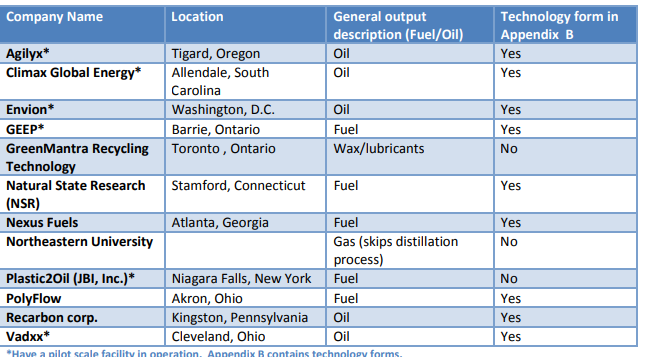 Company Name Location General output Technology form in
description (Fuel/Oil) Appendix B
Agilyx* Tigard, Oregon Oil Yes
Climax Global Energy* Allendale, South Oil Yes
Carolina
Envion* Washington, D.C. Oil Yes
GEEP* Barrie, Ontario Fuel Yes
GreenMantra Recycling Toronto , Ontario Wax/lubricants No
Technology
Natural State Research Stamford, Connecticut Fuel Yes
(NSR)
Nexus Fuels Atlanta, Georgia Fuel Yes
Northeastern University Gas (skips distillation No
process)
Plastic2Oil (JBI, Inc.)* Niagara Falls, New York Fuel No
PolyFlow Akron, Ohio Fuel Yes
Recarbon corp. Kingston, Pennsylvania Oil Yes
Vadxx* Cleveland, Ohio Oil Yes
*Have a pilot scale facility in operation. Appendix B contains technology forms.